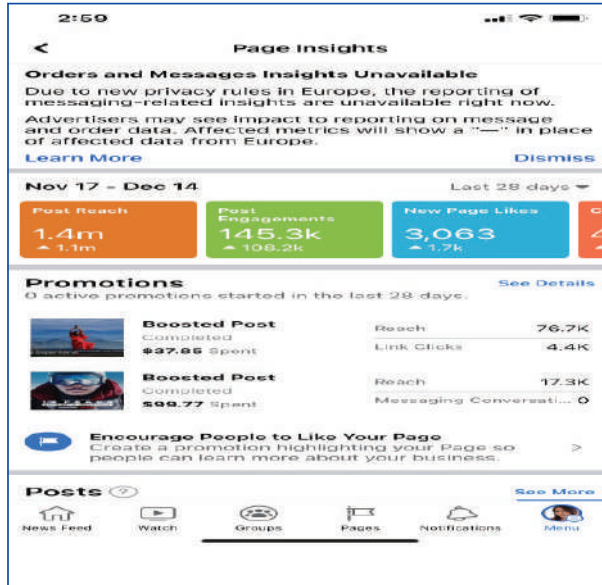 2:59
Page Insights
Orders and Messages Insights Unavailable
Due to new privacy rules in Europe, the reporting of
messaging-related insights are unavailable right now.
Advertisers may see impact to reporting on message
and order data. Affected metrics will show a "—" in place
of affected data from Europe.
Learn More
Dismiss
Nov 17 - Dec 14
Last 28 days
Post Reach
1.4m
1.1m
Post
Engagements
145.3k
108.2k
New Page Likes
3,063
1.7k
C
4
Promotions
See Details
0 active promotions started in the last 28 days.
Boosted Post
Completed
$37.85 Spent
Reach 76.7K
Link Clicks 4.4K
Boosted Post
Completed
$99.77 Spent
Reach 17.3K
Messaging Conversati... 0
Encourage People to Like Your Page
Create a promotion highlighting your Page so
people can learn more about your business.
Posts ?
See More
News Feed
Watch
Groups
Pages
Notifications
Menu